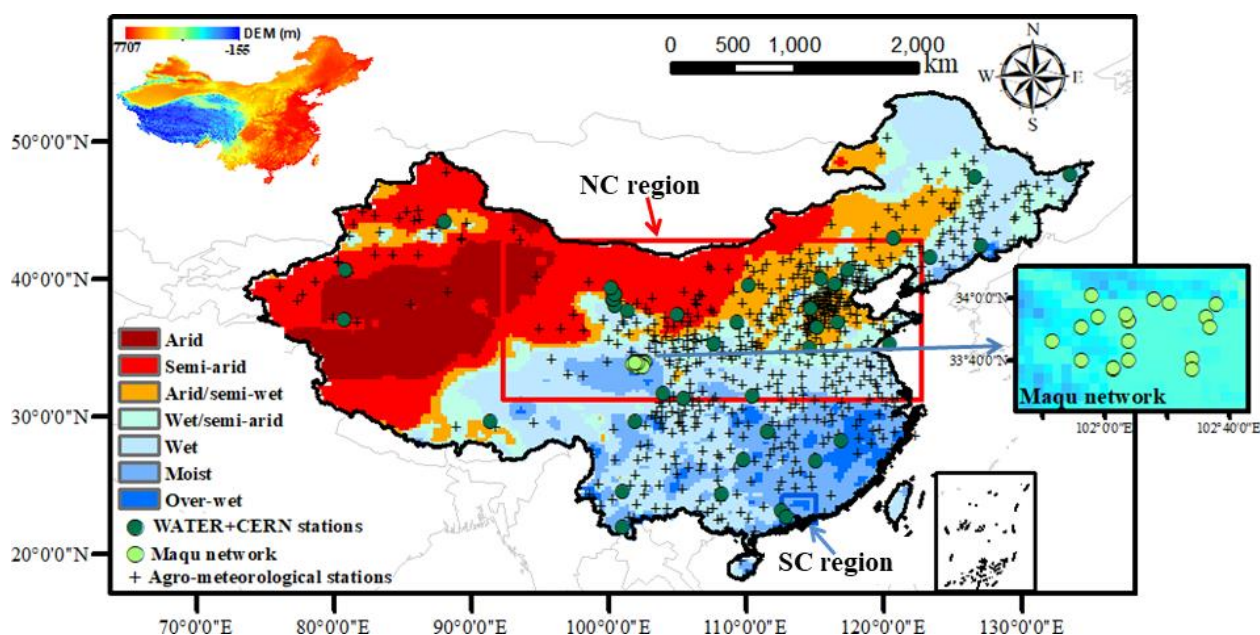 7707 DEM (m) -155
0 500 1,000 2,000
km
N
W E
S
50°0'0"N
40°0'0"N
30°0'0"N
20°0'0"N
NC region
SC region
34°0'0"N
33°40'0"N
Maqu network
102°0'0"E 102°40'0"E
Arid
Semi-arid
Arid/semi-wet
Wet/semi-arid
Wet
Moist
Over-wet
WATER+CERN stations
Maqu network
Agro-meteorological stations
70°0'0"E 80°0'0"E 90°0'0"E 100°0'0"E 110°0'0"E 120°0'0"E 130°0'0"E